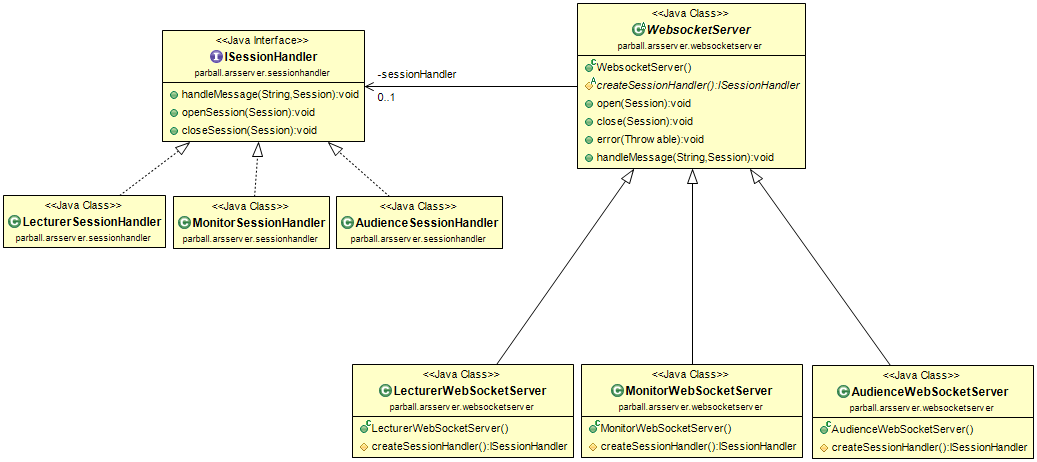 <<Java Interface>>
ISessionHandler
parball.arsserver.sessionhandler
handleMessage(String,Session):void
openSession(Session):void
closeSession(Session):void
-sessionHandler
0..1
<<Java Class>>
WebsocketServer
parball.arsserver.websocketserver
WebsocketServer()
createSessionHandler():ISessionHandler
open(Session):void
close(Session):void
error(Throwable):void
handleMessage(String,Session):void
<<Java Class>>
LecturerSessionHandler
parball.arsserver.sessionhandler
<<Java Class>>
MonitorSessionHandler
parball.arsserver.sessionhandler
<<Java Class>>
AudienceSessionHandler
parball.arsserver.sessionhandler
<<Java Class>>
LecturerWebSocketServer
parball.arsserver.websocketserver
LecturerWebSocketServer()
createSessionHandler():ISessionHandler
<<Java Class>>
MonitorWebSocketServer
parball.arsserver.websocketserver
MonitorWebSocketServer()
createSessionHandler():ISessionHandler
<<Java Class>>
AudienceWebSocketServer
parball.arsserver.websocketserver
AudienceWebSocketServer()
createSessionHandler():ISessionHandler